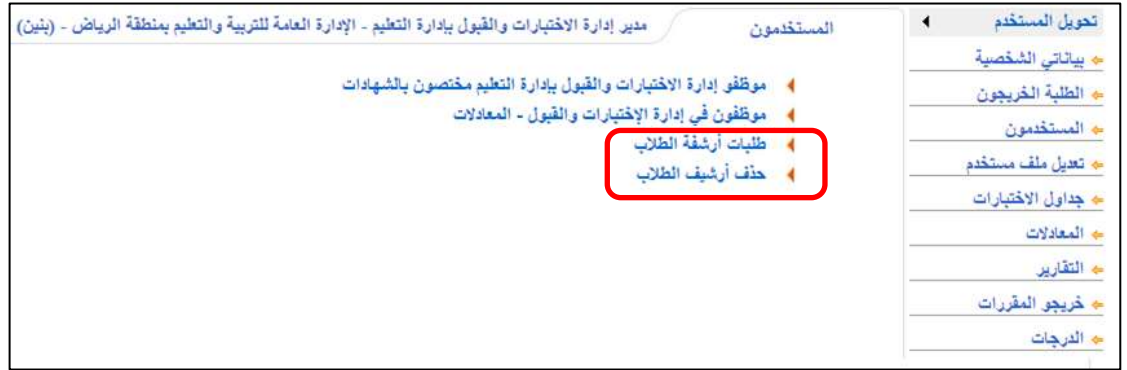 تحويل المستخدم
بياناتي الشخصية
الطلبة الخريجون
المستخدمون
تعديل ملف مستخدم
جداول الاختبارات
المعادلات
التقارير
خريجو المقررات
الدرجات
المستخدمون
مدير إدارة الاختبارات والقبول بإدارة التعليم - الإدارة العامة للتربية والتعليم بمنطقة الرياض - (بنين)
موظفو إدارة الاختبارات والقبول بإدارة التعليم مختصون بالشهادات
موظفون في إدارة الإختبارات والقبول - المعادلات
طلبات أرشفة الطلاب
حذف أرشيف الطلاب